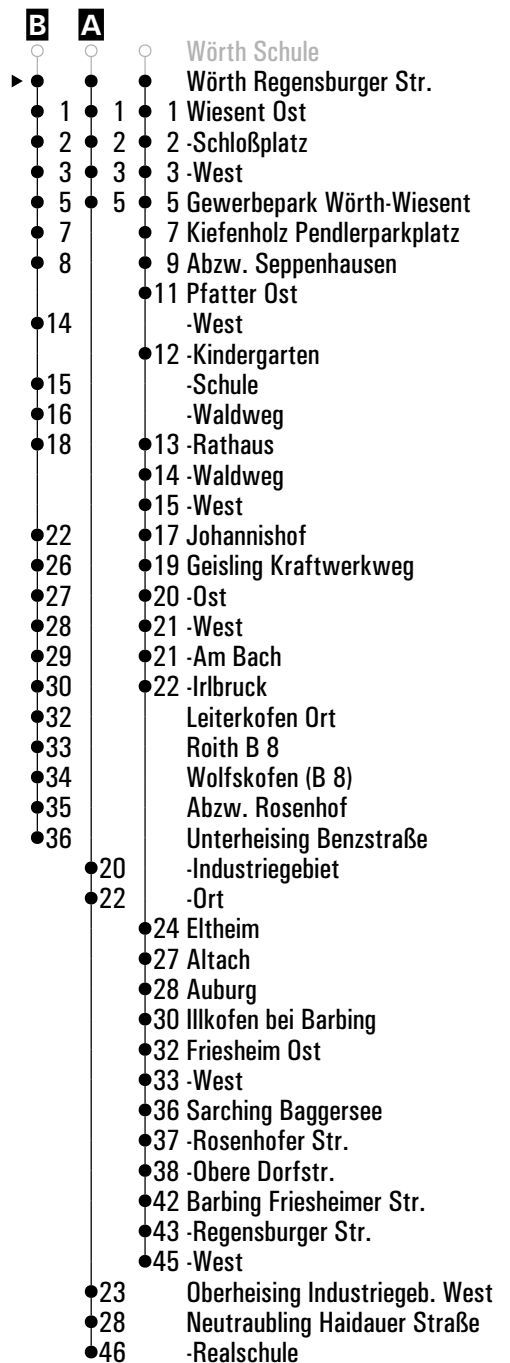 B A
Wörth Schule
Wörth Regensburger Str.
1 1 1 Wiesent Ost
2 2 2 -Schloßplatz
3 3 3 -West
5 5 5 Gewerbepark Wörth-Wiesent
7 7 Kiefenholz Pendlerparkplatz
8 9 Abzw. Seppenhausen
11 Pfatter Ost
14 -West
12 -Kindergarten
15 -Schule
16 -Waldweg
18 13 -Rathaus
14 -Waldweg
15 -West
22 17 Johannishof
26 19 Geisling Kraftwerkweg
27 20 -Ost
28 21 -West
29 21 -Am Bach
30 22 -Irlbruck
32 Leiterkofen Ort
33 Roith B 8
34 Wolfskofen (B 8)
35 Abzw. Rosenhof
36 Unterheising Benzstraße
20 -Industriegebiet
22 -Ort
24 Eltheim
27 Altach
28 Auburg
30 Illkofen bei Barbing
32 Friesheim Ost
33 -West
36 Sarching Baggersee
37 -Rosenhofer Str.
38 -Obere Dorfstr.
42 Barbing Friesheimer Str.
43 -Regensburger Str.
45 -West
23 Oberheising Industriegeb. West
28 Neutraubling Haidauer Straße
46 -Realschule